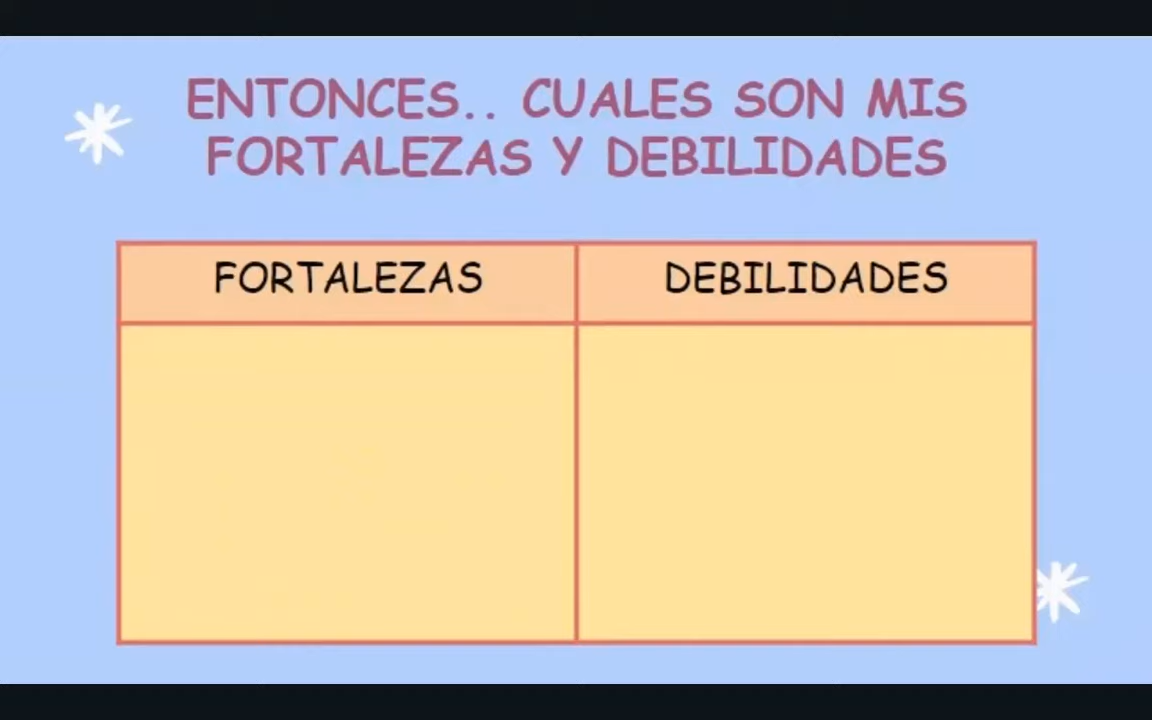 ENTONCES.. CUALES SON MIS
FORTALEZAS Y DEBILIDADES
FORTALEZAS
DEBILIDADES